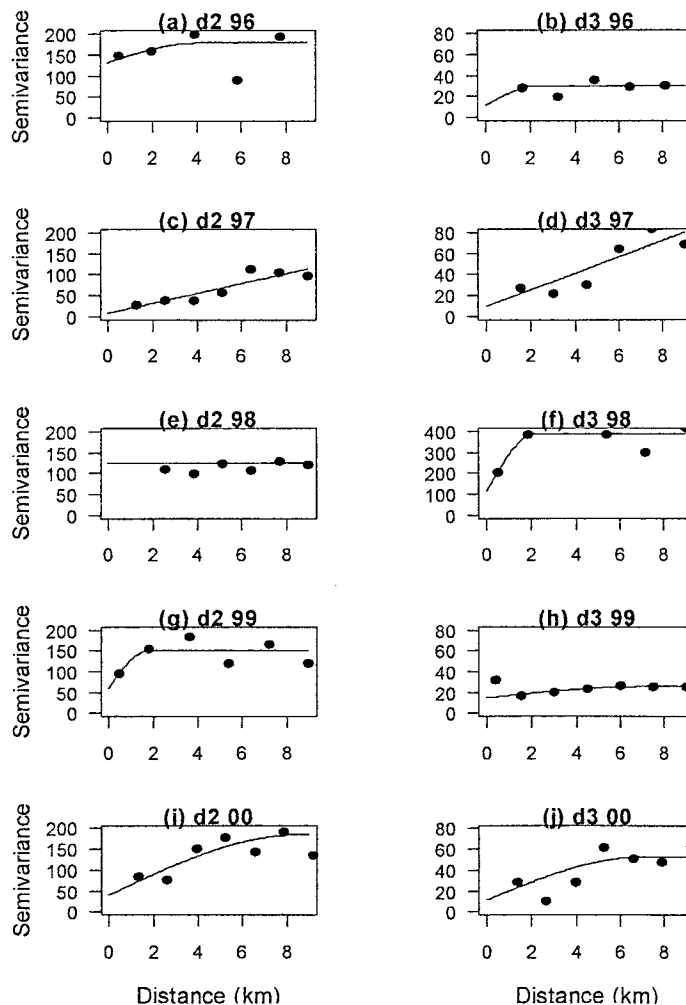 (a) d2 96
Semivariance
200
150
100
50
0
0 2 4 6 8
(b) d3 96
80
60
40
20
0
0 2 4 6 8
(c) d2 97
Semivariance
200
150
100
50
0
0 2 4 6 8
(d) d3 97
80
60
40
20
0
0 2 4 6 8
(e) d2 98
Semivariance
200
150
100
50
0
0 2 4 6 8
(f) d3 98
400
300
200
100
0
0 2 4 6 8
(g) d2 99
Semivariance
200
150
100
50
0
0 2 4 6 8
(h) d3 99
80
60
40
20
0
0 2 4 6 8
(i) d2 00
Semivariance
200
150
100
50
0
0 2 4 6 8
Distance (km)
(j) d3 00
80
60
40
20
0
0 2 4 6 8
Distance (km)